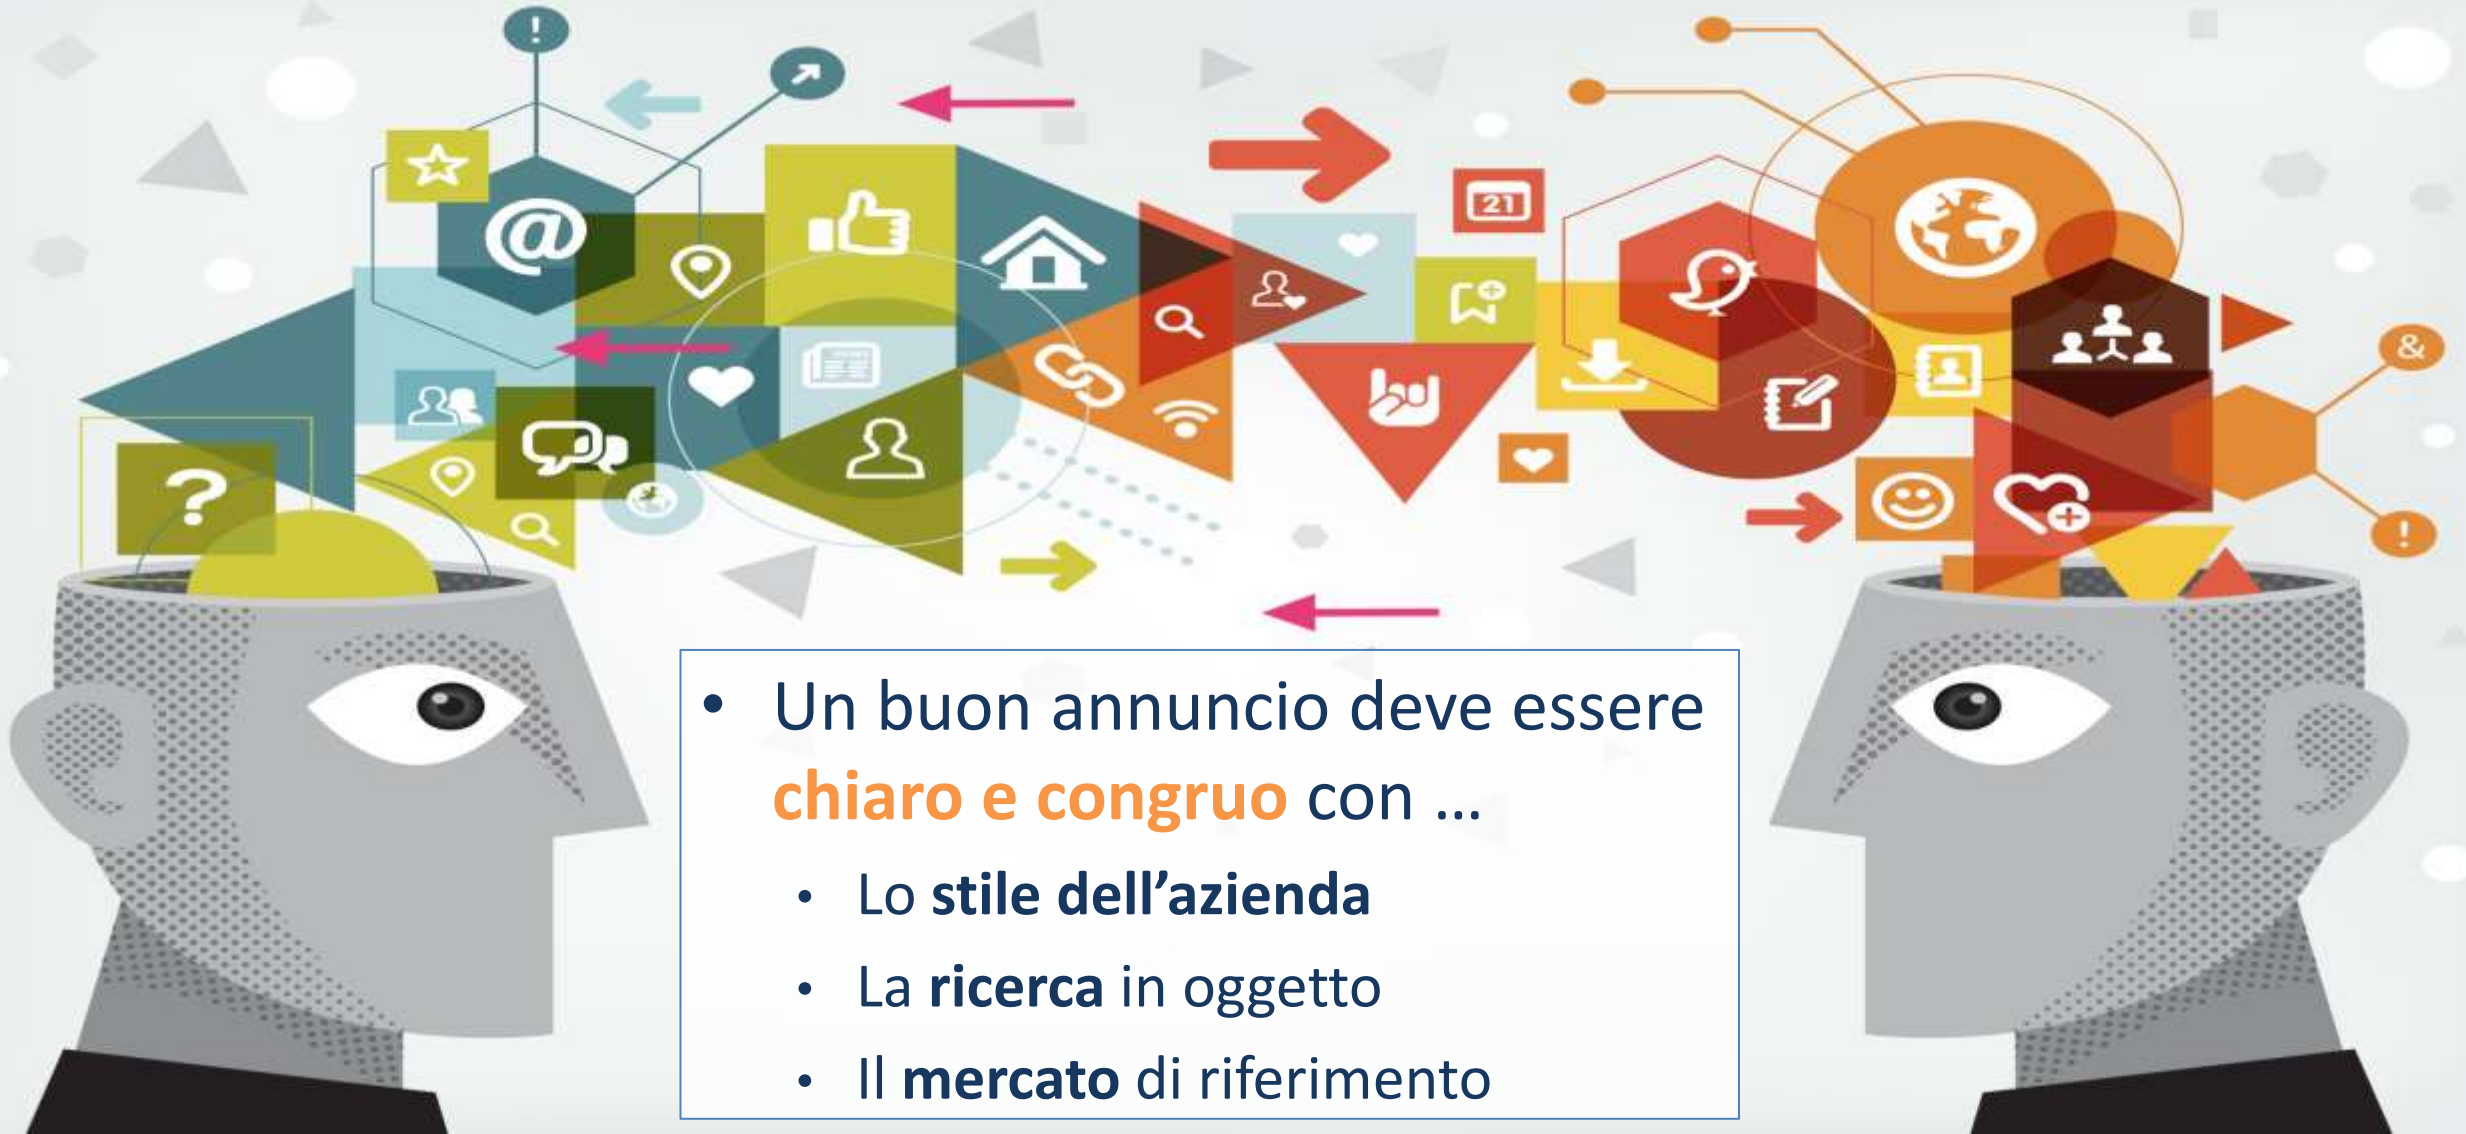 !
@
21
&
?
!
• Un buon annuncio deve essere
chiaro e congruo con ...
• Lo stile dell’azienda
• La ricerca in oggetto
• Il mercato di riferimento